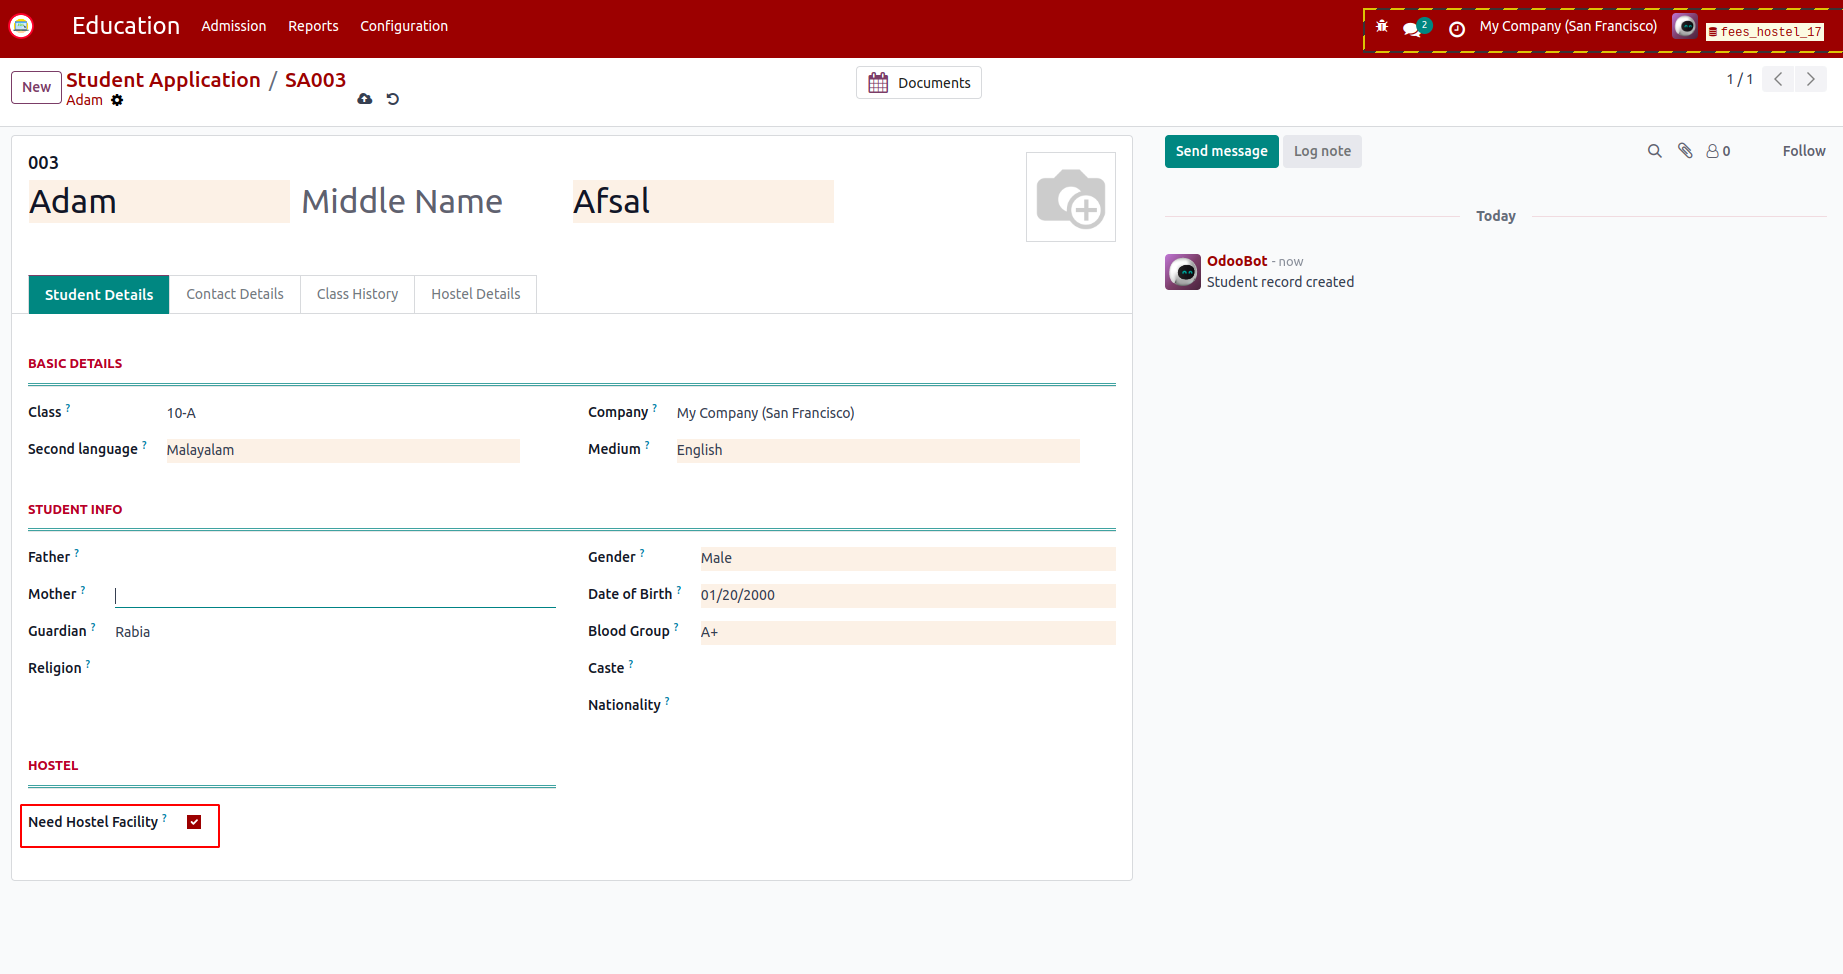 Education Admission Reports Configuration 2 My Company (San Francisco) fees_hostel_17
New Student Application / SA003
Adam
Documents
1 / 1
Send message Log note 0 Follow
003
Adam Middle Name Afsal
Today
OdooBot - now
Student record created
Student Details Contact Details Class History Hostel Details
BASIC DETAILS
Class ? 10-A Company ? My Company (San Francisco)
Second language ? Malayalam Medium ? English
STUDENT INFO
Father ? Gender ? Male
Mother ? Date of Birth ? 01/20/2000
Guardian ? Rabia Blood Group ? A+
Religion ? Caste ?
Nationality ?
HOSTEL
Need Hostel Facility ?